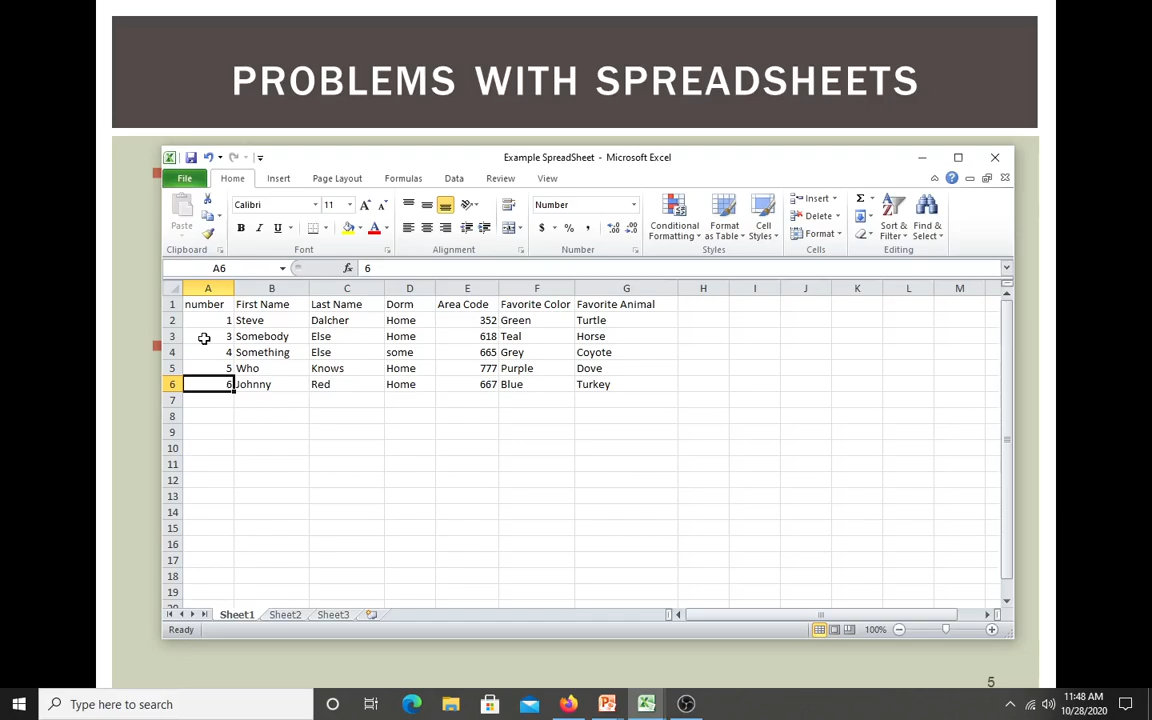 PROBLEMS WITH SPREADSHEETS
Example SpreadSheet - Microsoft Excel
File Home Insert Page Layout Formulas Data Review View
Paste
Calibri 11
Number
Conditional Formatting
Format as Table
Cell Styles
Insert
Delete
Format
Sort & Filter
Find & Select
Clipboard Font Alignment Number Styles Cells Editing
A6 fx 6
A B C D E F G H I J K L M
1 number First Name Last Name Dorm Area Code Favorite Color Favorite Animal
2 1 Steve Dalcher Home 352 Green Turtle
3 3 Somebody Else Home 618 Teal Horse
4 4 Something Else some 665 Grey Coyote
5 5 Who Knows Home 777 Purple Dove
6 6 Johnny Red Home 667 Blue Turkey
7
8
9
10
11
12
13
14
15
16
17
18
19
Sheet1 Sheet2 Sheet3
Ready 100%
5
Type here to search
11:48 AM
10/28/2020